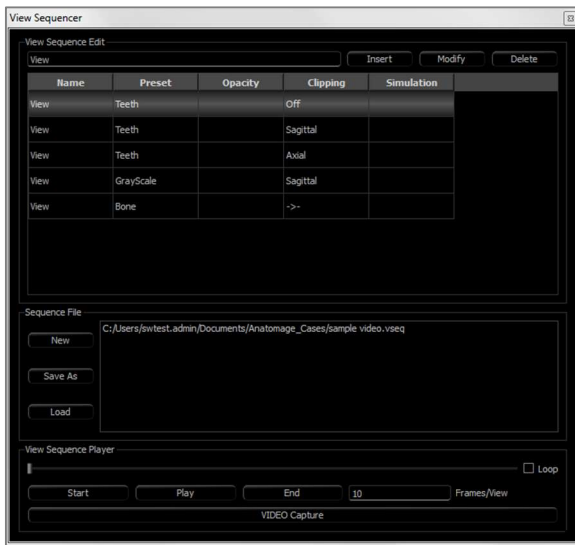 View Sequencer
View Sequence Edit
View Insert Modify Delete
Name Preset Opacity Clipping Simulation
View Teeth Off
View Teeth Sagittal
View Teeth Axial
View GrayScale Sagittal
View Bone ->-
Sequence File
C:/Users/swtest.admin/Documents/Anatomage_Cases/sample video.vseq
New
Save As
Load
View Sequence Player
Loop
Start Play End 10 Frames/View
VIDEO Capture